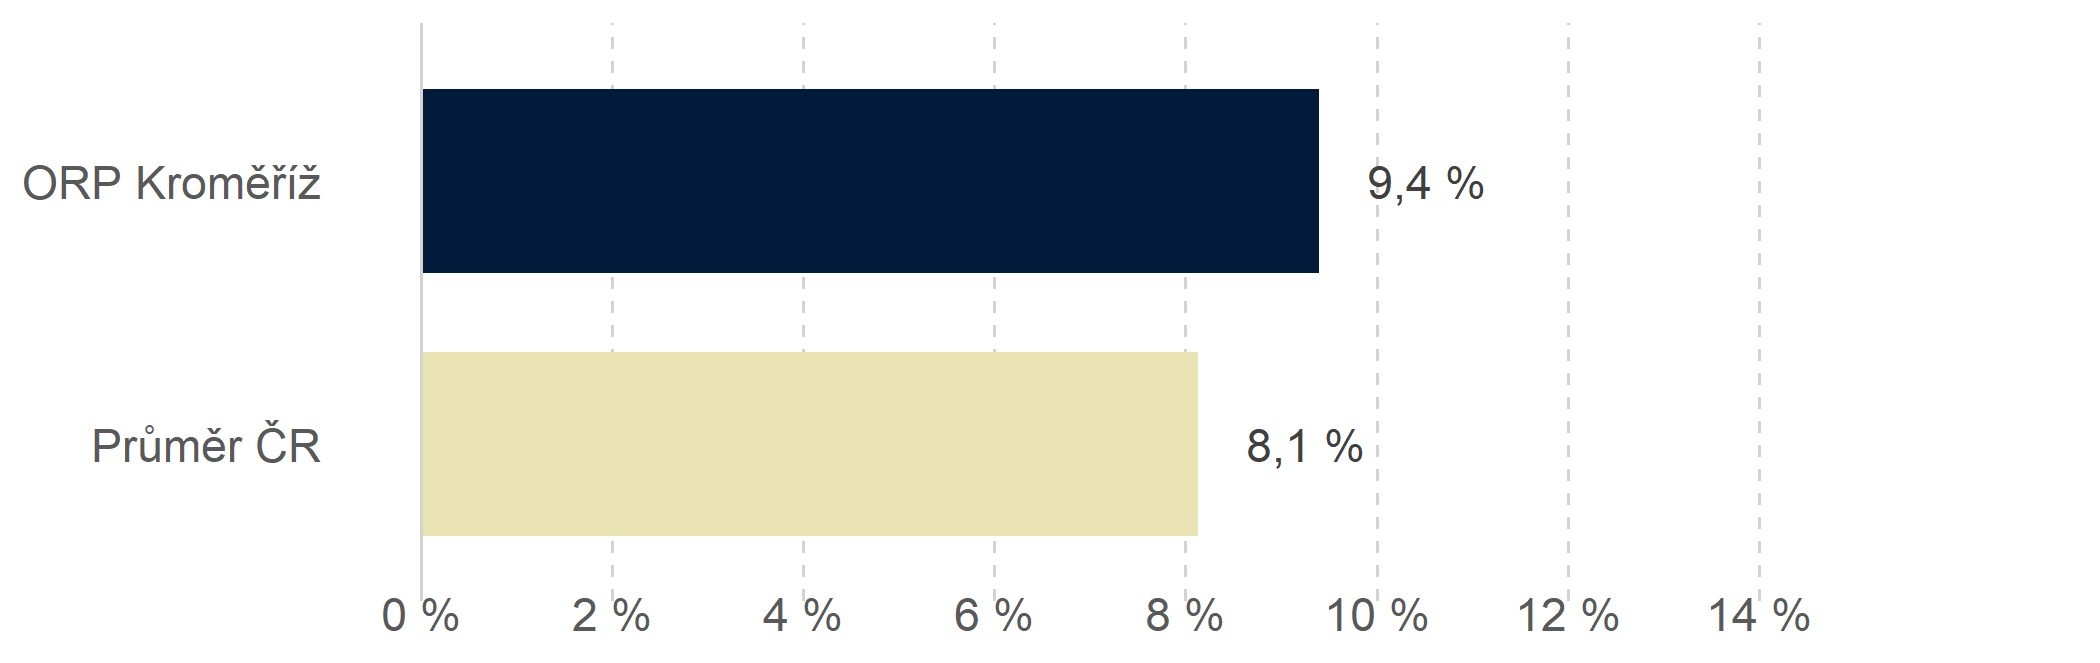 ORP Kroměříž
9,4 %
Průměr ČR
8,1 %
0 % 2 % 4 % 6 % 8 % 10 % 12 % 14 %